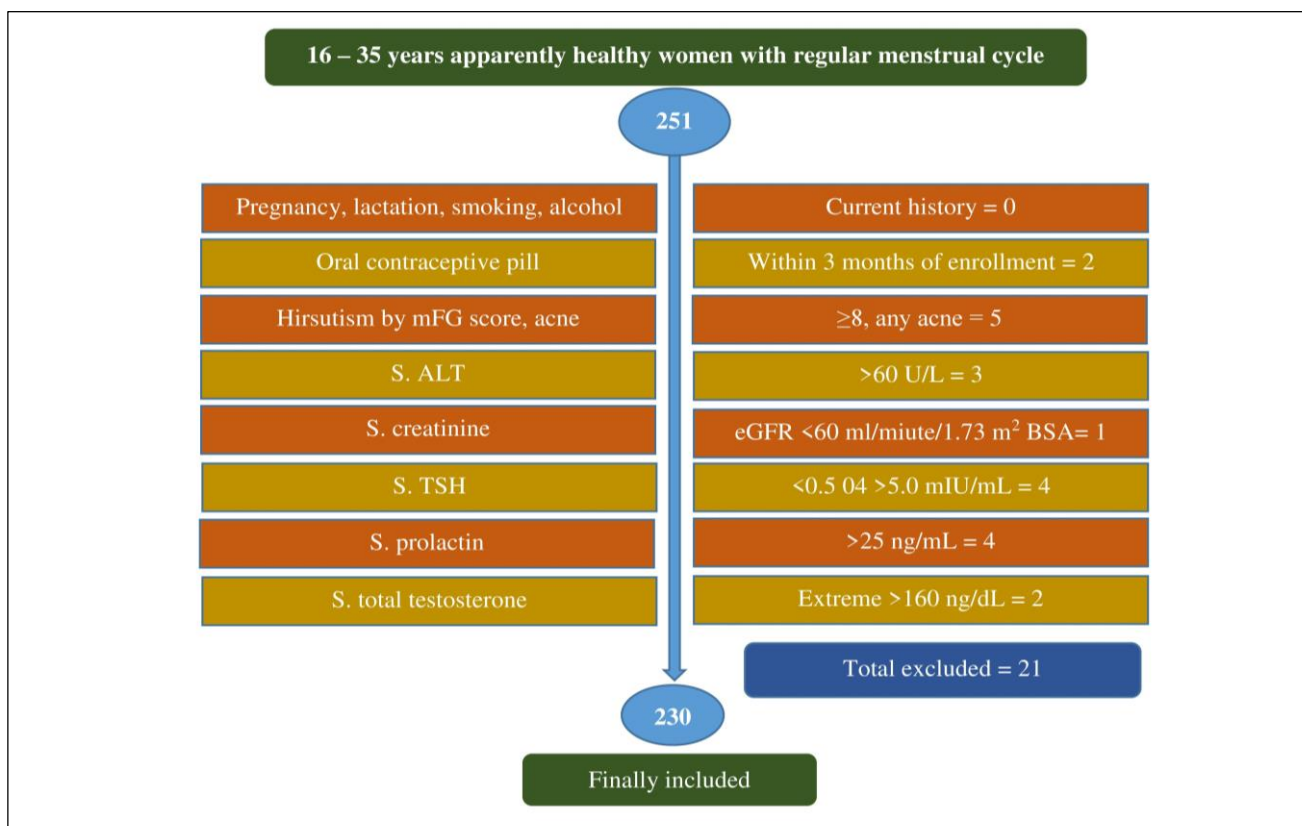 16 – 35 years apparently healthy women with regular menstrual cycle
251
Pregnancy, lactation, smoking, alcohol
Current history = 0
Oral contraceptive pill
Within 3 months of enrollment = 2
Hirsutism by mFG score, acne
≥8, any acne = 5
S. ALT
>60 U/L = 3
S. creatinine
eGFR <60 ml/miute/1.73 m² BSA= 1
S. TSH
<0.5 04 >5.0 mIU/mL = 4
S. prolactin
>25 ng/mL = 4
S. total testosterone
Extreme >160 ng/dL = 2
Total excluded = 21
230
Finally included